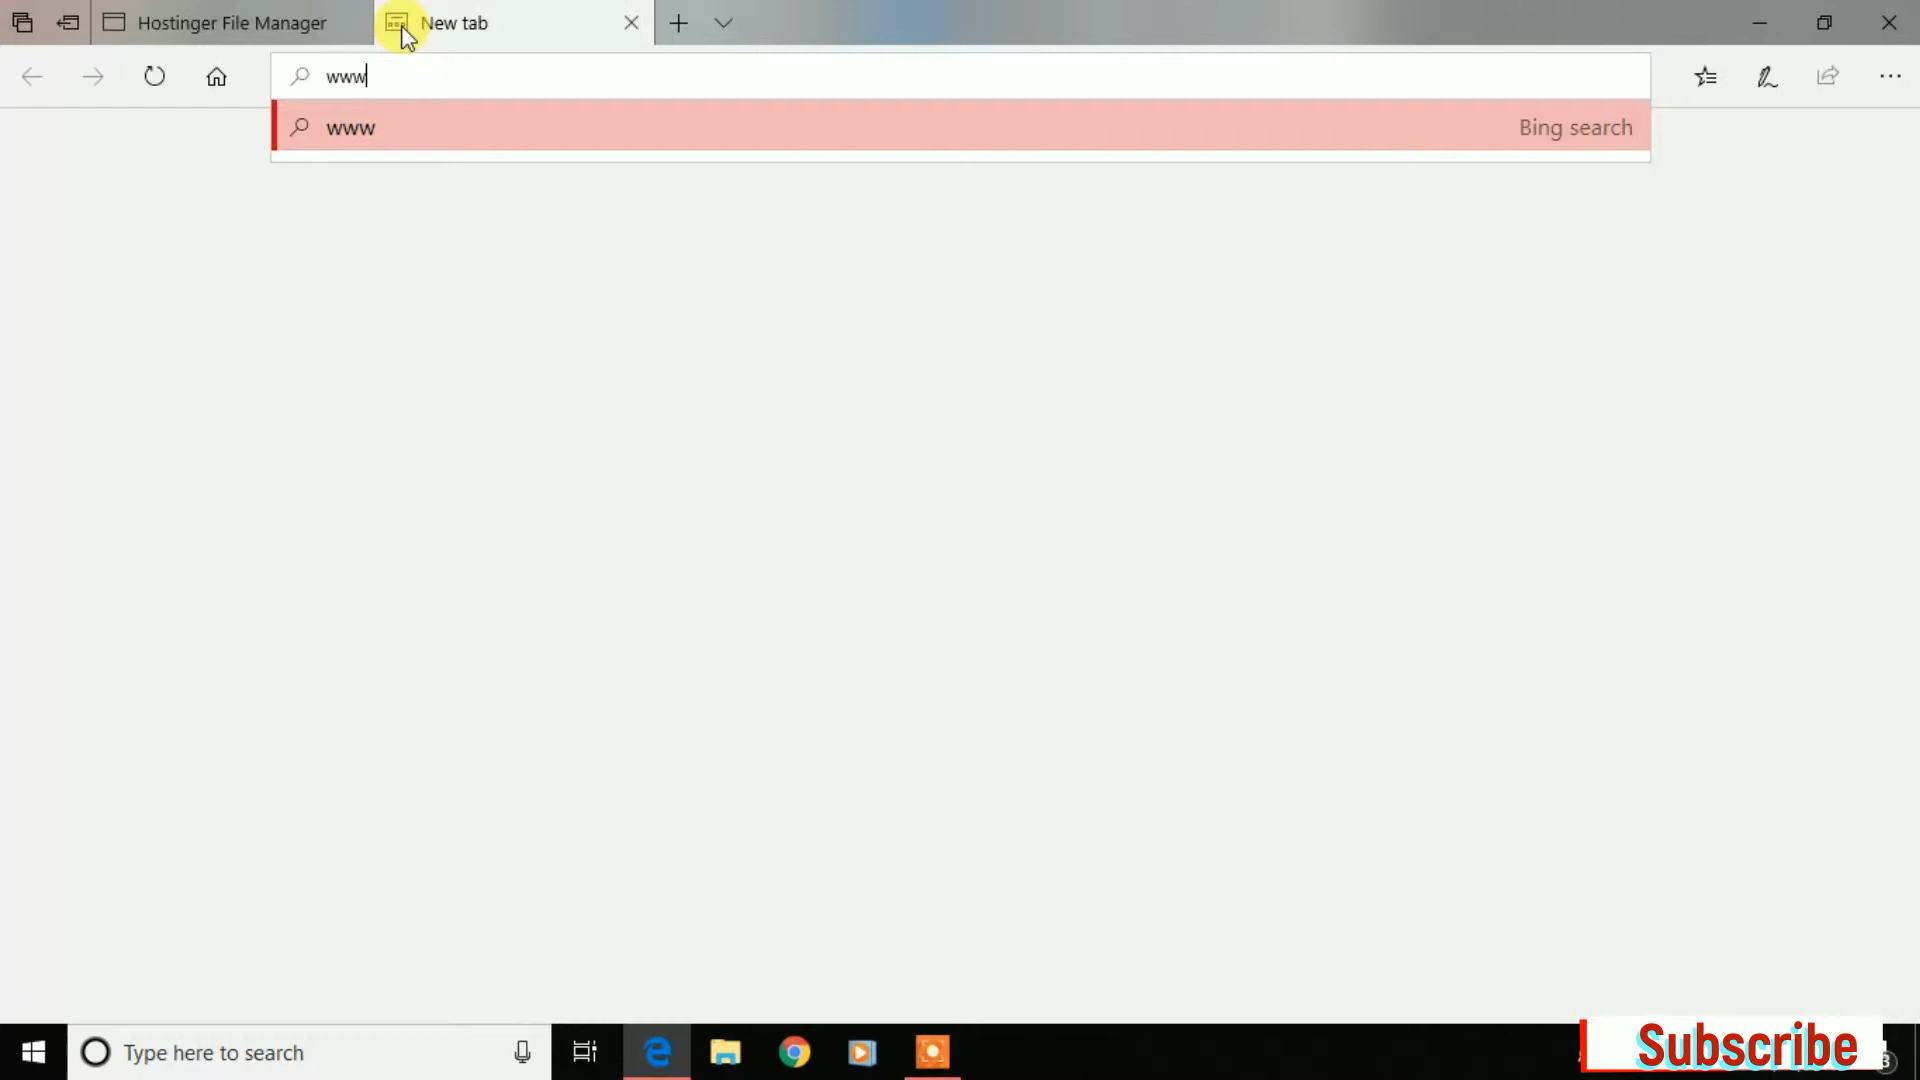 Hostinger File Manager
New tab
www
www
Bing search
Type here to search
Subscribe